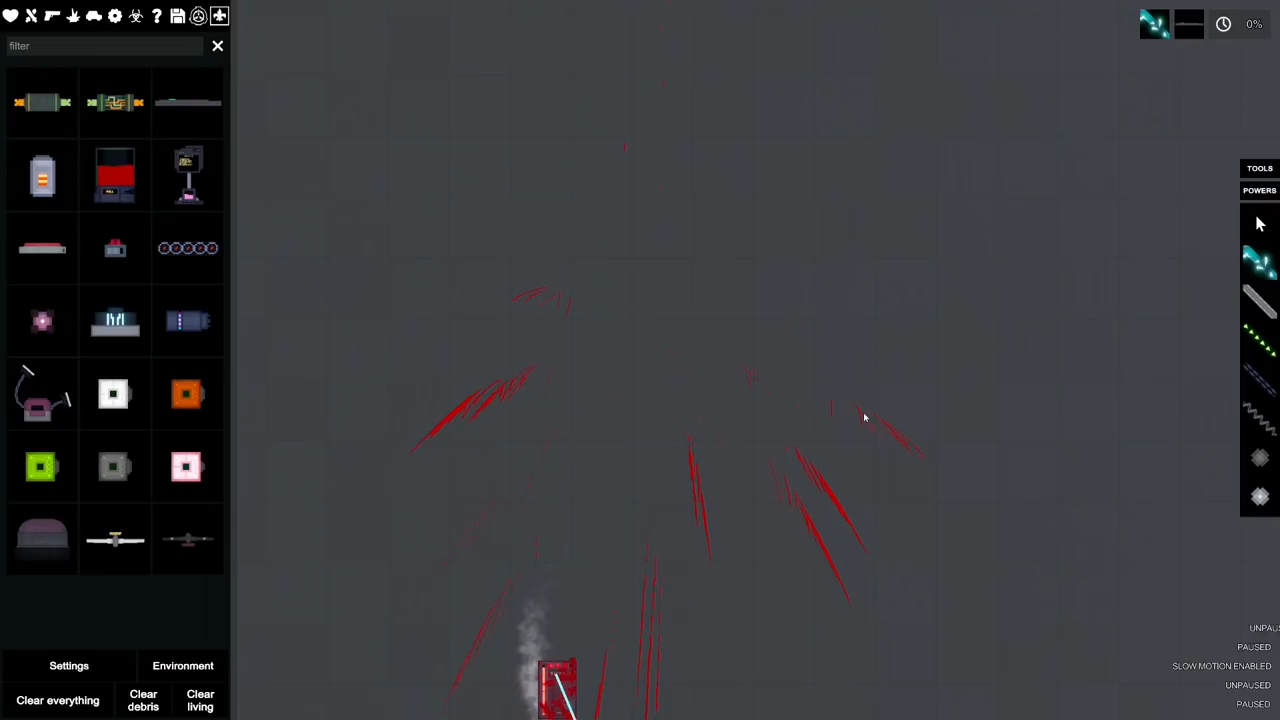 filter
0%
TOOLS
POWERS
FULL
UNPAUS
PAUSED
SLOW MOTION ENABLED
UNPAUSED
PAUSED
Settings
Environment
Clear everything
Clear debris
Clear living